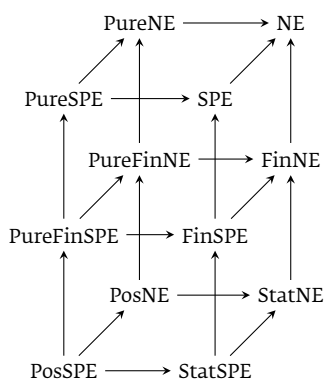 PureNE NE
PureSPE SPE
PureFinNE FinNE
PureFinSPE FinSPE
PosNE StatNE
PosSPE StatSPE